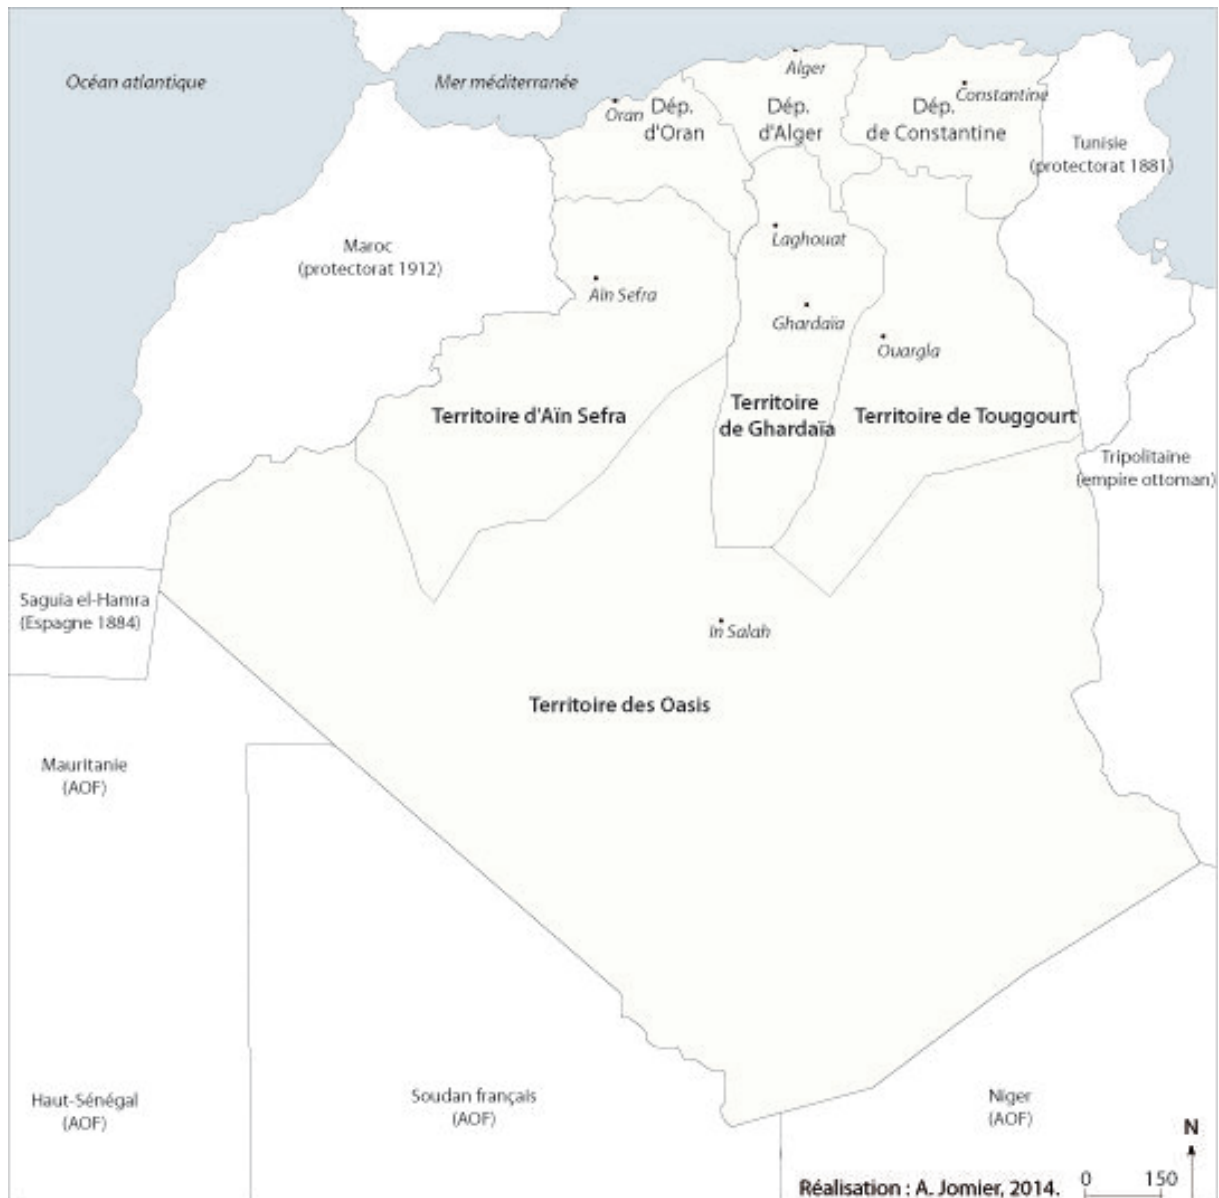 Océan atlantique
Mer méditerranée
Alger
Oran
Dép.
d'Oran
Dép.
d'Alger
Constantine
Dép.
de Constantine
Tunisie
(protectorat 1881)
Maroc
(protectorat 1912)
Laghouat
Aïn Sefra
Ghardaïa
Ouargla
Territoire d'Aïn Sefra
Territoire
de Ghardaïa
Territoire de Touggourt
Tripolitaine
(empire ottoman)
Saguia el-Hamra
(Espagne 1884)
In Salah
Territoire des Oasis
Mauritanie
(AOF)
Haut-Sénégal
(AOF)
Soudan français
(AOF)
Niger
(AOF)
N
0 150
Réalisation : A. Jomier, 2014.